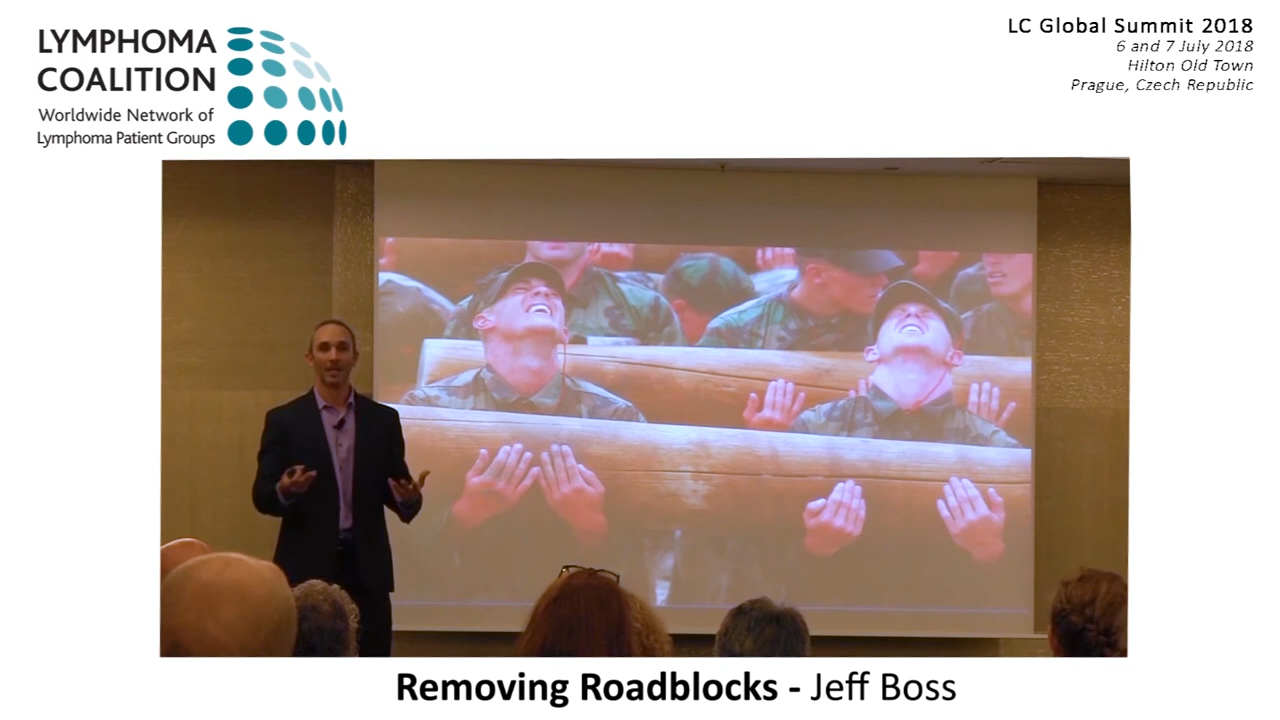 LYMPHOMA
COALITION
Worldwide Network of
Lymphoma Patient Groups
LC Global Summit 2018
6 and 7 July 2018
Hilton Old Town
Prague, Czech Republic
Removing Roadblocks - Jeff Boss